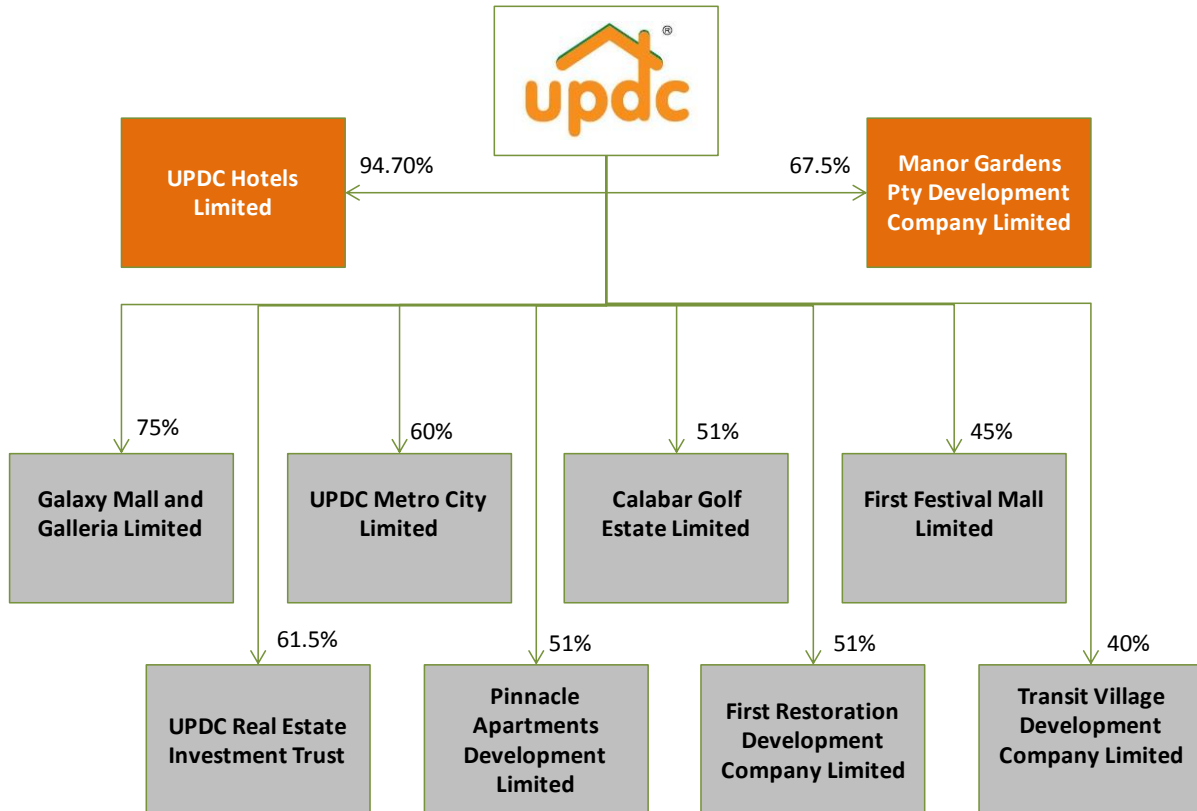 ®
updc
94.70%
67.5%
UPDC Hotels
Limited
Manor Gardens
Pty Development
Company Limited
75%
60%
51%
45%
Galaxy Mall and
Galleria Limited
UPDC Metro City
Limited
Calabar Golf
Estate Limited
First Festival Mall
Limited
61.5%
51%
51%
40%
UPDC Real Estate
Investment Trust
Pinnacle
Apartments
Development
Limited
First Restoration
Development
Company Limited
Transit Village
Development
Company Limited